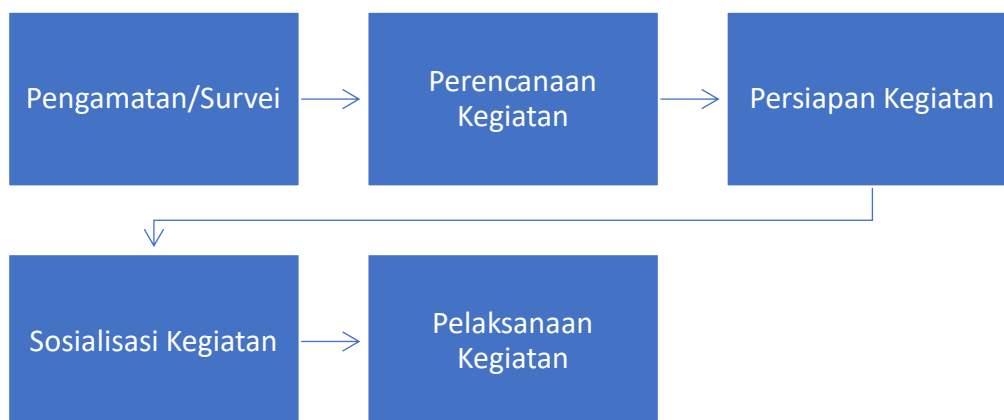 Pengamatan/Survei
Perencanaan
Kegiatan
Persiapan Kegiatan
Sosialisasi Kegiatan
Pelaksanaan
Kegiatan